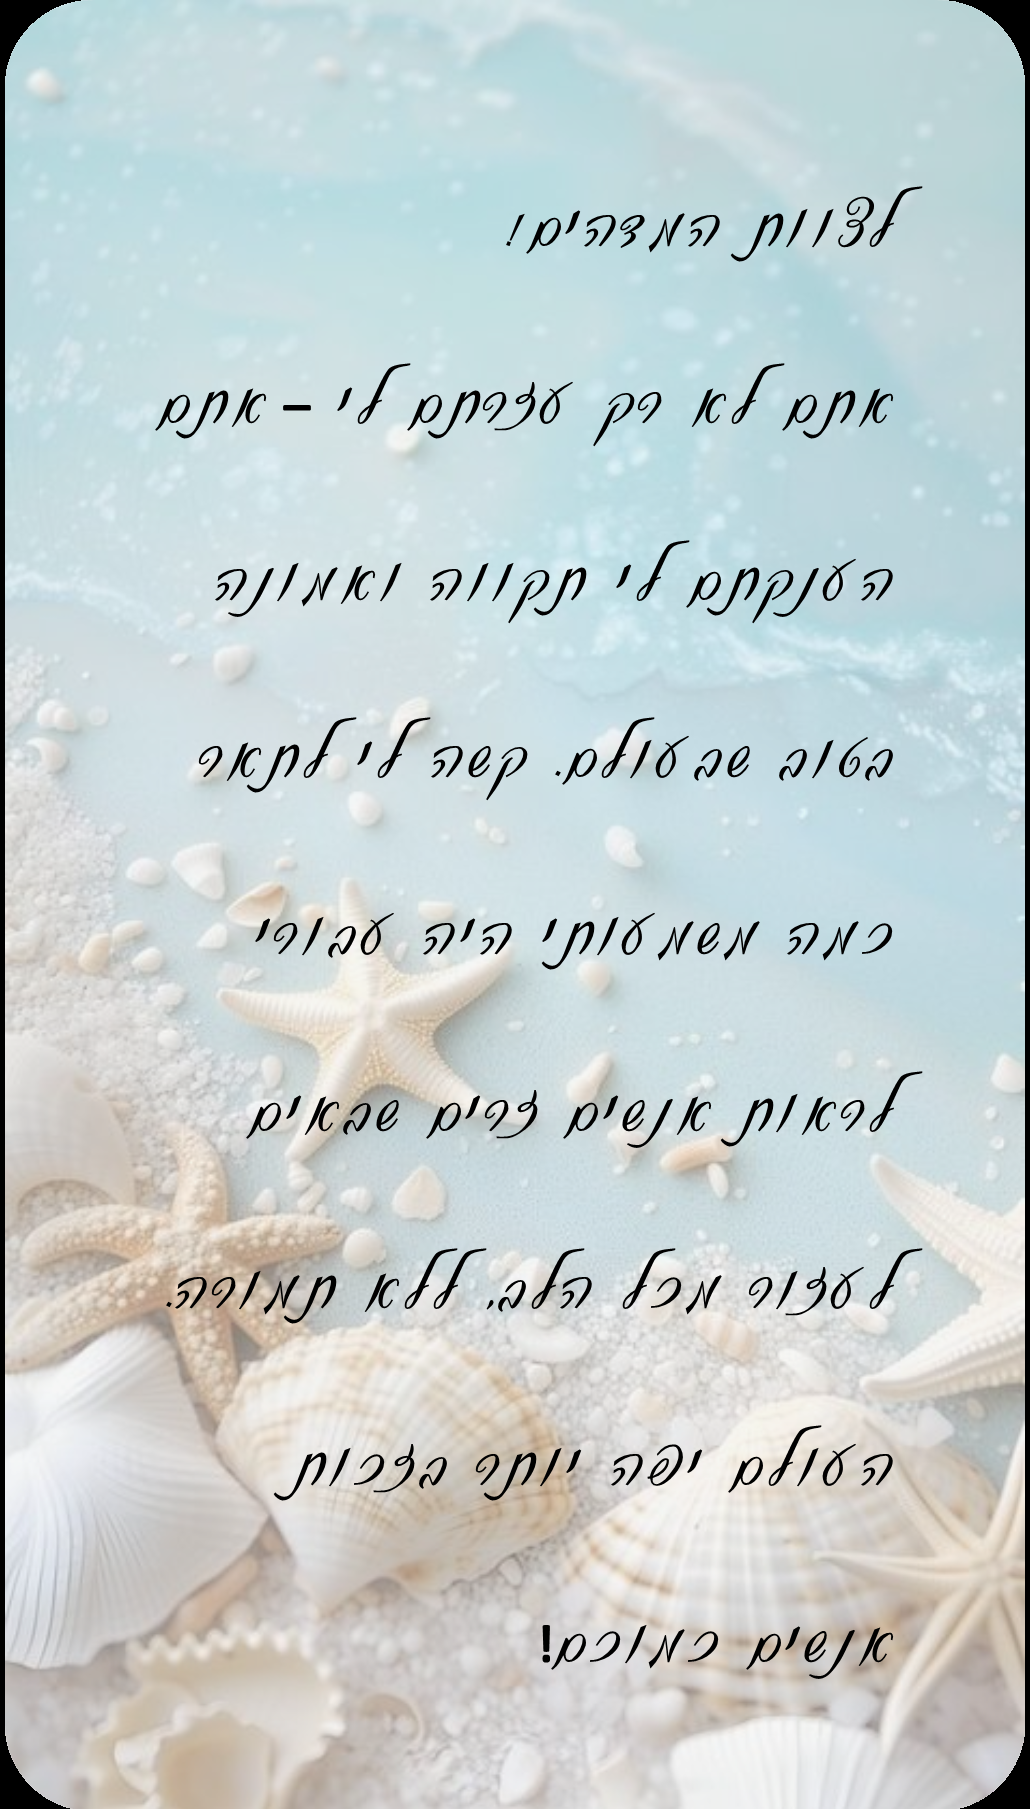 לצוות המדהים!
אתם לא רק עזרתם לי – אתם
הענקתם לי תקווה ואמונה
בטוב שבעולם. קשה לי לתאר
כמה משמעותי היה עבורי
לראות אנשים זרים שבאים
לעזור מכל הלב, ללא תמורה.
העולם יפה יותר בזכות
אנשים כמוכם!